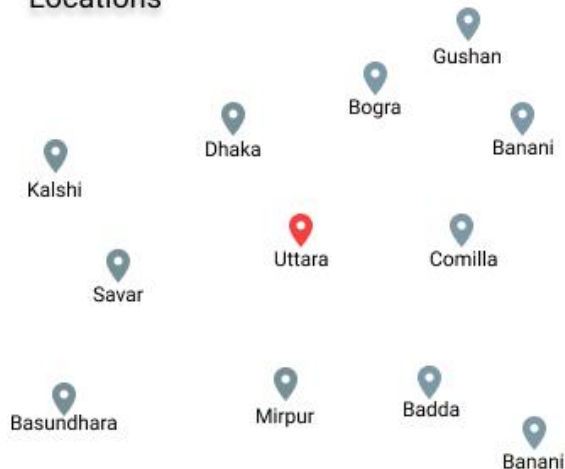 Locations
Gushan
Bogra
Dhaka
Banani
Kalshi
Uttara
Comilla
Savar
Basundhara
Mirpur
Badda
Banani